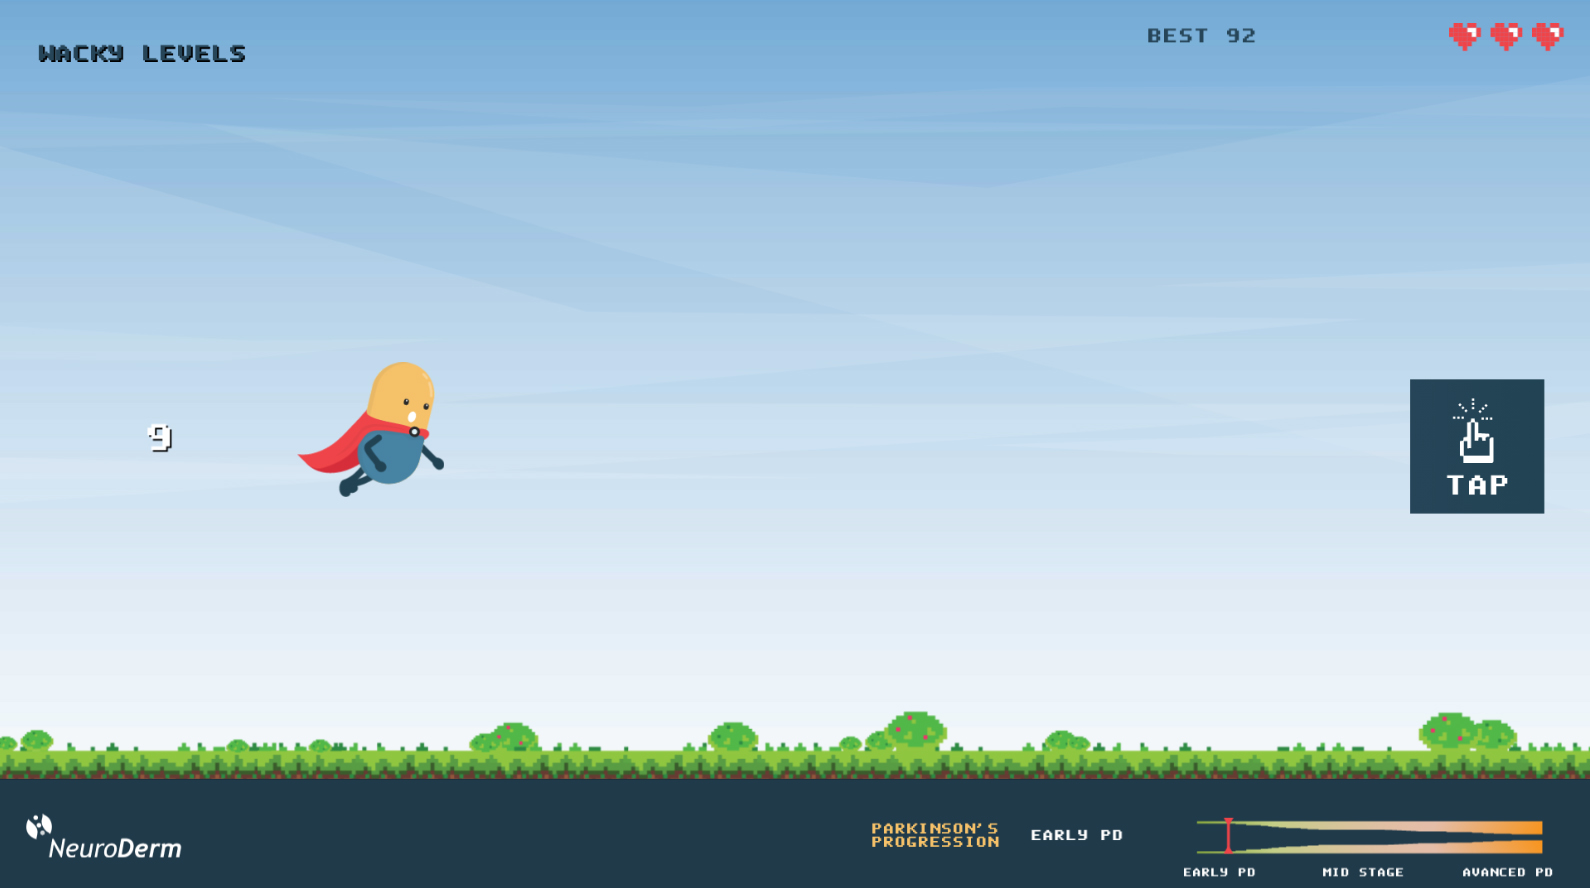 WACKY LEVELS
BEST 92
9
TAP
NeuroDerm
PARKINSON'S
PROGRESSION
EARLY PD
EARLY PD MID STAGE AVANCED PD